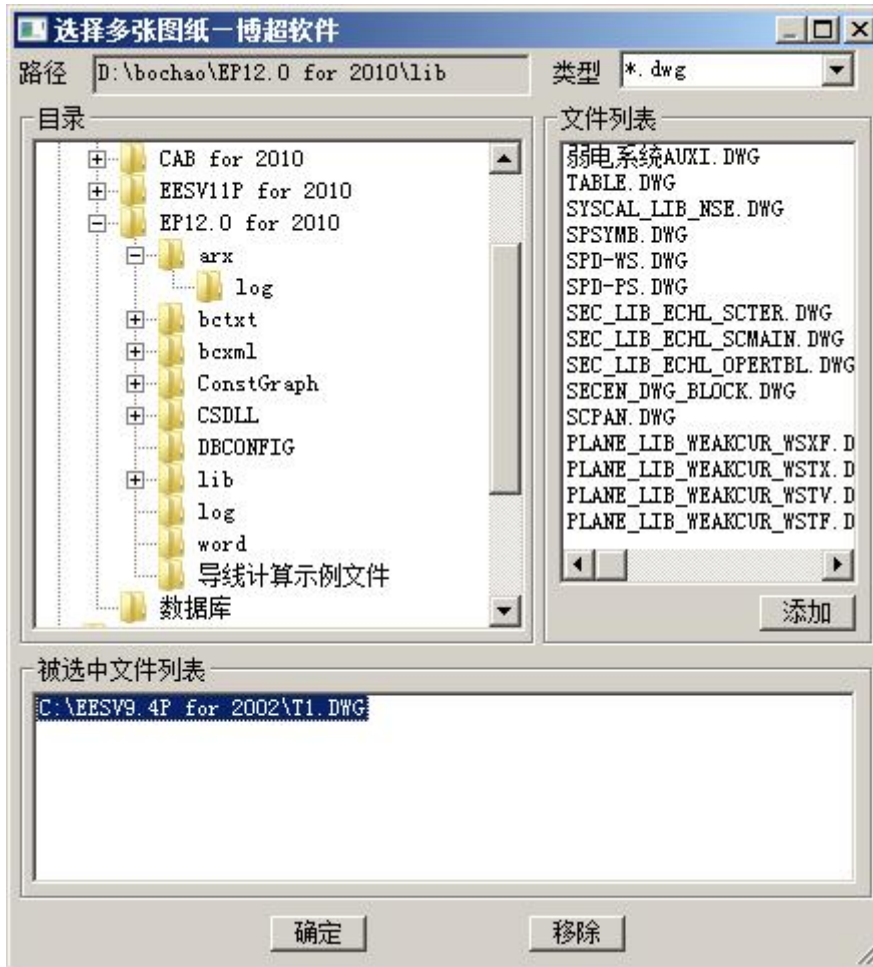 选择多张图纸－博超软件
路径 D:\bochao\EP12.0 for 2010\lib 类型 *.dwg
目录
CAB for 2010
EESV11P for 2010
EP12.0 for 2010
arx
log
bctxt
bcxml
ConstGraph
CSDLL
DBCONFIG
lib
log
word
导线计算示例文件
数据库
文件列表
弱电系统AUXI.DWG
TABLE.DWG
SYSCAL_LIB_NSE.DWG
SPSYMB.DWG
SPD-WS.DWG
SPD-PS.DWG
SEC_LIB_ECHL_SCTER.DWG
SEC_LIB_ECHL_SCMAIN.DWG
SEC_LIB_ECHL_OPERTBL.DWG
SECEN_DWG_BLOCK.DWG
SCPAN.DWG
PLANE_LIB_WEAKCUR_WSXF.D
PLANE_LIB_WEAKCUR_WSTX.D
PLANE_LIB_WEAKCUR_WSTV.D
PLANE_LIB_WEAKCUR_WSTF.D
添加
被选中文件列表
C:\EESV9.4P for 2002\T1.DWG
确定 移除